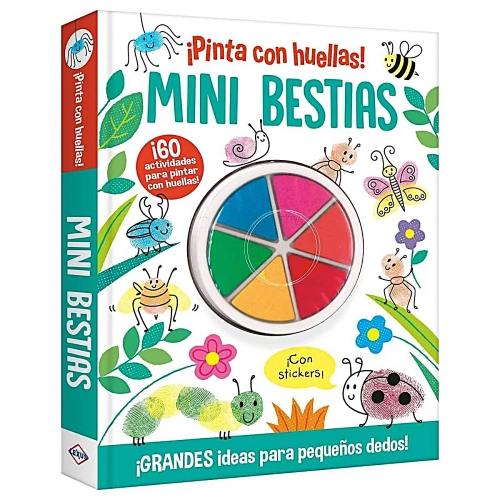 ¡Pinta con huellas!
MINI BESTIAS
¡60
actividades
para pintar
con huellas!
¡Con
stickers!
¡GRANDES ideas para pequeños dedos!
¡Pinta con huellas!
MINI BESTIAS
LEXUS